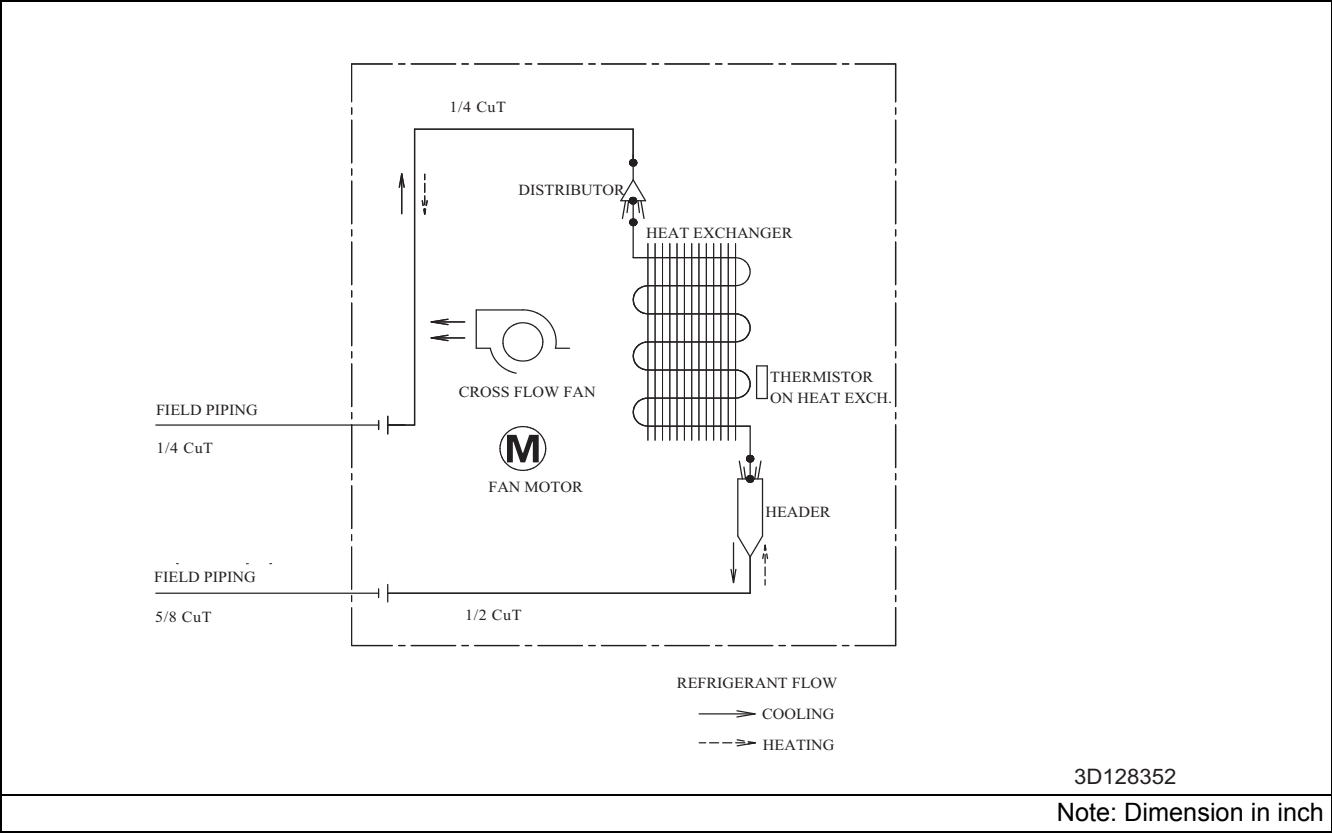 1/4 CuT
DISTRIBUTOR
HEAT EXCHANGER
THERMISTOR
ON HEAT EXCH.
CROSS FLOW FAN
FIELD PIPING
1/4 CuT
M
FAN MOTOR
HEADER
FIELD PIPING
5/8 CuT
1/2 CuT
REFRIGERANT FLOW
COOLING
HEATING
3D128352
Note: Dimension in inch